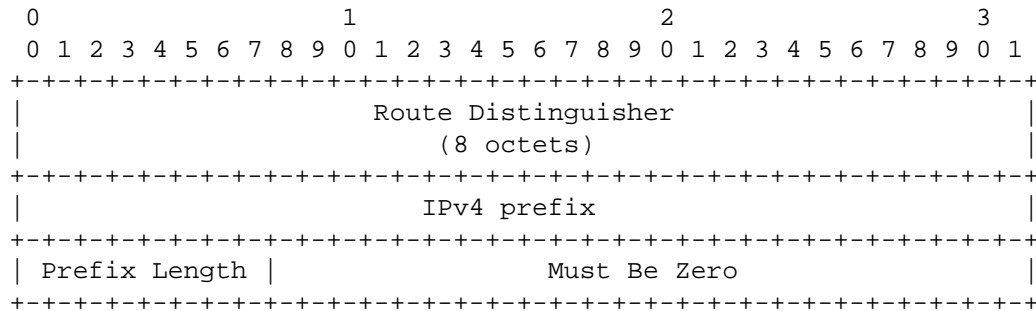 0                   1                   2                   3
 0 1 2 3 4 5 6 7 8 9 0 1 2 3 4 5 6 7 8 9 0 1 2 3 4 5 6 7 8 9 0 1
+-+-+-+-+-+-+-+-+-+-+-+-+-+-+-+-+-+-+-+-+-+-+-+-+-+-+-+-+-+-+-+-+
|                      Route Distinguisher                      |
|                          (8 octets)                           |
+-+-+-+-+-+-+-+-+-+-+-+-+-+-+-+-+-+-+-+-+-+-+-+-+-+-+-+-+-+-+-+-+
|                         IPv4 prefix                           |
+-+-+-+-+-+-+-+-+-+-+-+-+-+-+-+-+-+-+-+-+-+-+-+-+-+-+-+-+-+-+-+-+
| Prefix Length |                 Must Be Zero                  |
+-+-+-+-+-+-+-+-+-+-+-+-+-+-+-+-+-+-+-+-+-+-+-+-+-+-+-+-+-+-+-+-+